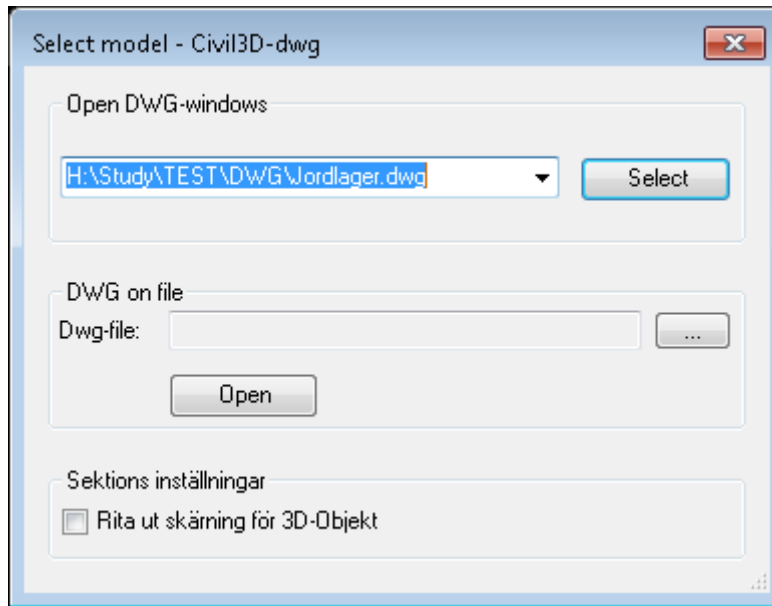 Select model - Civil3D-dwg
Open DWG-windows
H:\Study\TEST\DWG\Jordlager.dwg
Select
DWG on file
Dwg-file:
...
Open
Sektions inställningar
Rita ut skärning för 3D-Objekt